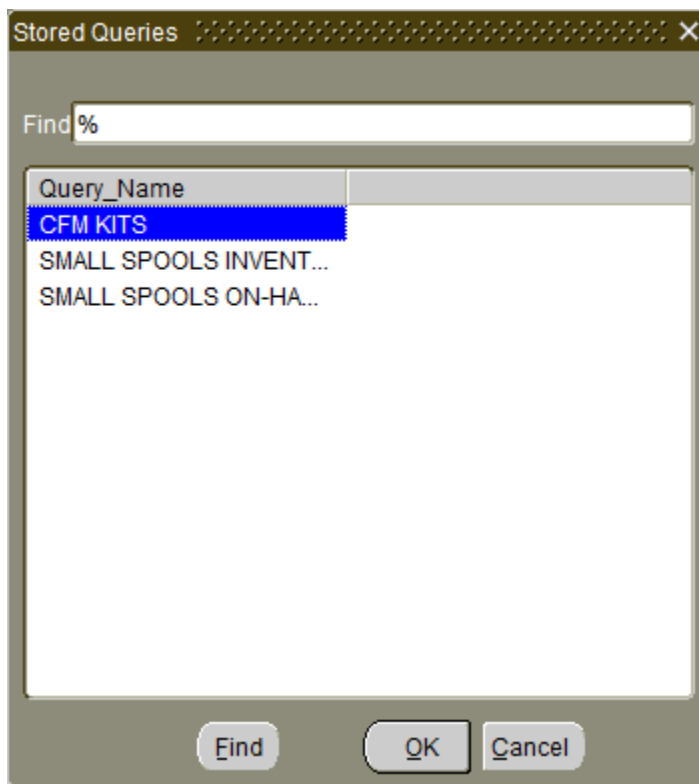 Stored Queries
Find %
Query_Name
CFM KITS
SMALL SPOOLS INVENT...
SMALL SPOOLS ON-HA...
Find OK Cancel